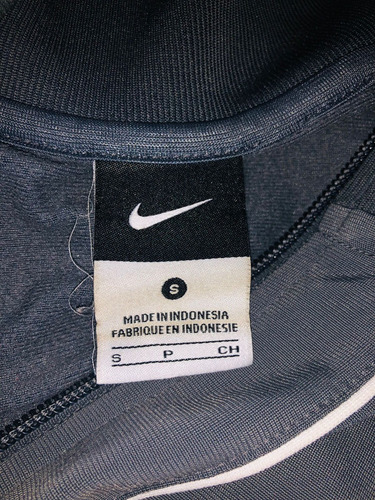 S
MADE IN INDONESIA
FABRIQUE EN INDONESIE
S P CH